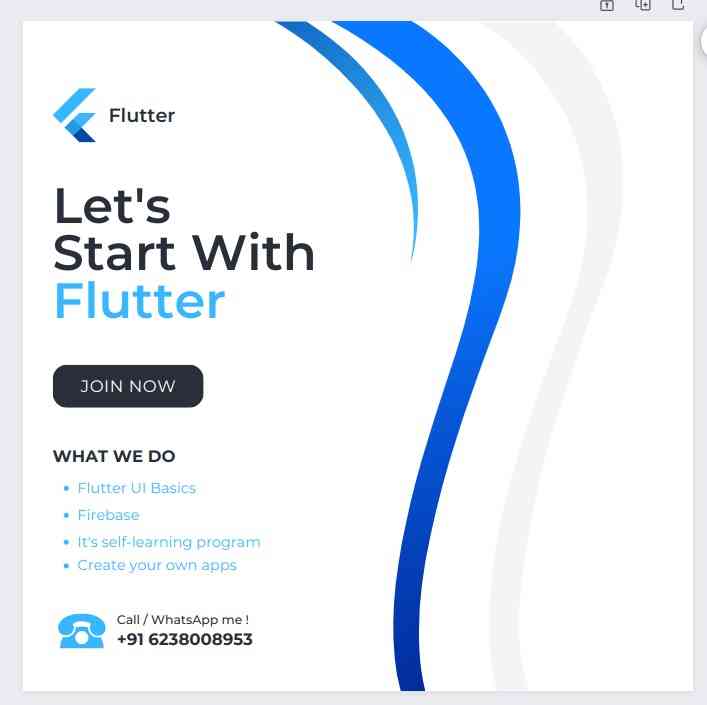 Flutter
Let's
Start With
Flutter
JOIN NOW
WHAT WE DO
Flutter UI Basics
Firebase
It's self-learning program
Create your own apps
Call / WhatsApp me !
+91 6238008953